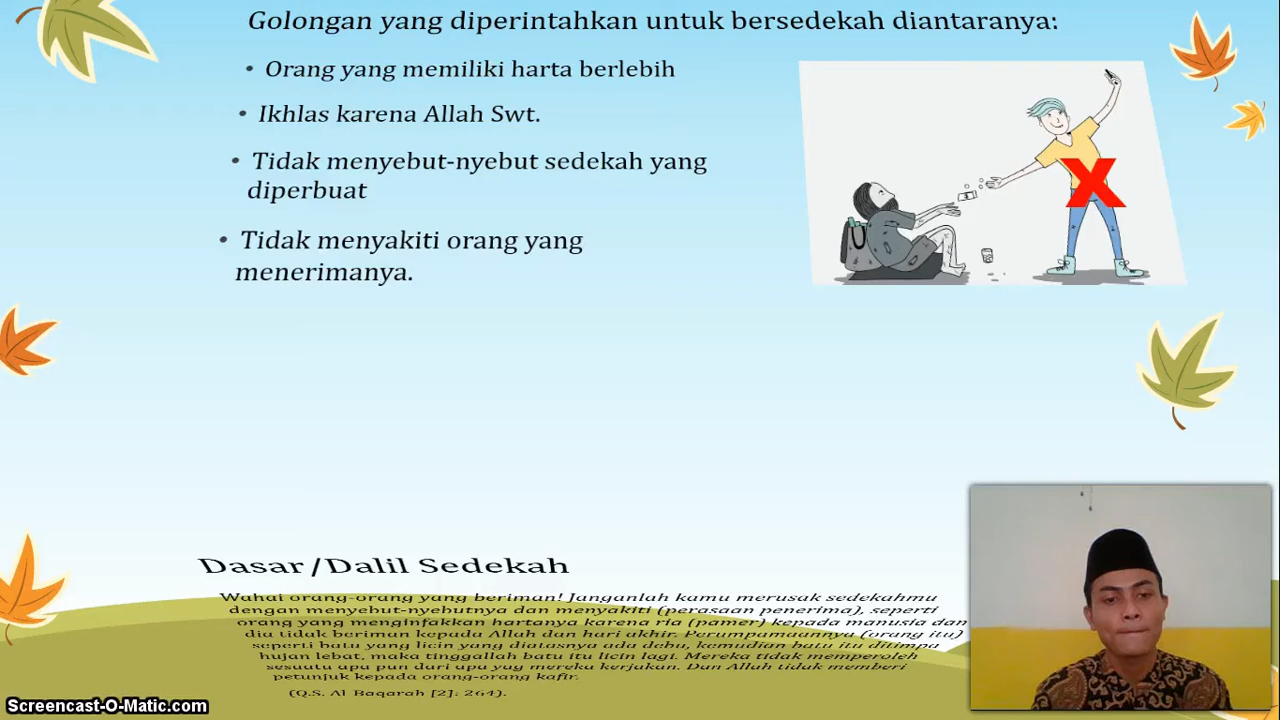 Golongan yang diperintahkan untuk bersedekah diantaranya:
• Orang yang memiliki harta berlebih
• Ikhlas karena Allah Swt.
• Tidak menyebut-nyebut sedekah yang
diperbuat
• Tidak menyakiti orang yang
menerimanya.
Dasar /Dalil Sedekah
Wahai orang-orang yang beriman! Janganlah kamu merusak sedekahmu
dengan menyebut-nyebutnya dan menyakiti (perasaan penerima), seperti
orang yang menginfakkan hartanya karena ria (pamer) kepada manusia dan
dia tidak beriman kepada Allah dan hari akhir. Perumpamaannya (orang itu)
seperti batu yang licin yang diatasnya ada debu, kemudian batu itu ditimpa
hujan lebat, maka tinggallah batu itu licin lagi. Mereka tidak memperoleh
sesuatu apa pun dari apa yag mereka kerjakan. Dan Allah tidak memberi
petunjuk kepada orang-orang kafir.
(Q.S. Al Baqarah [2]: 264).
Screencast-O-Matic.com